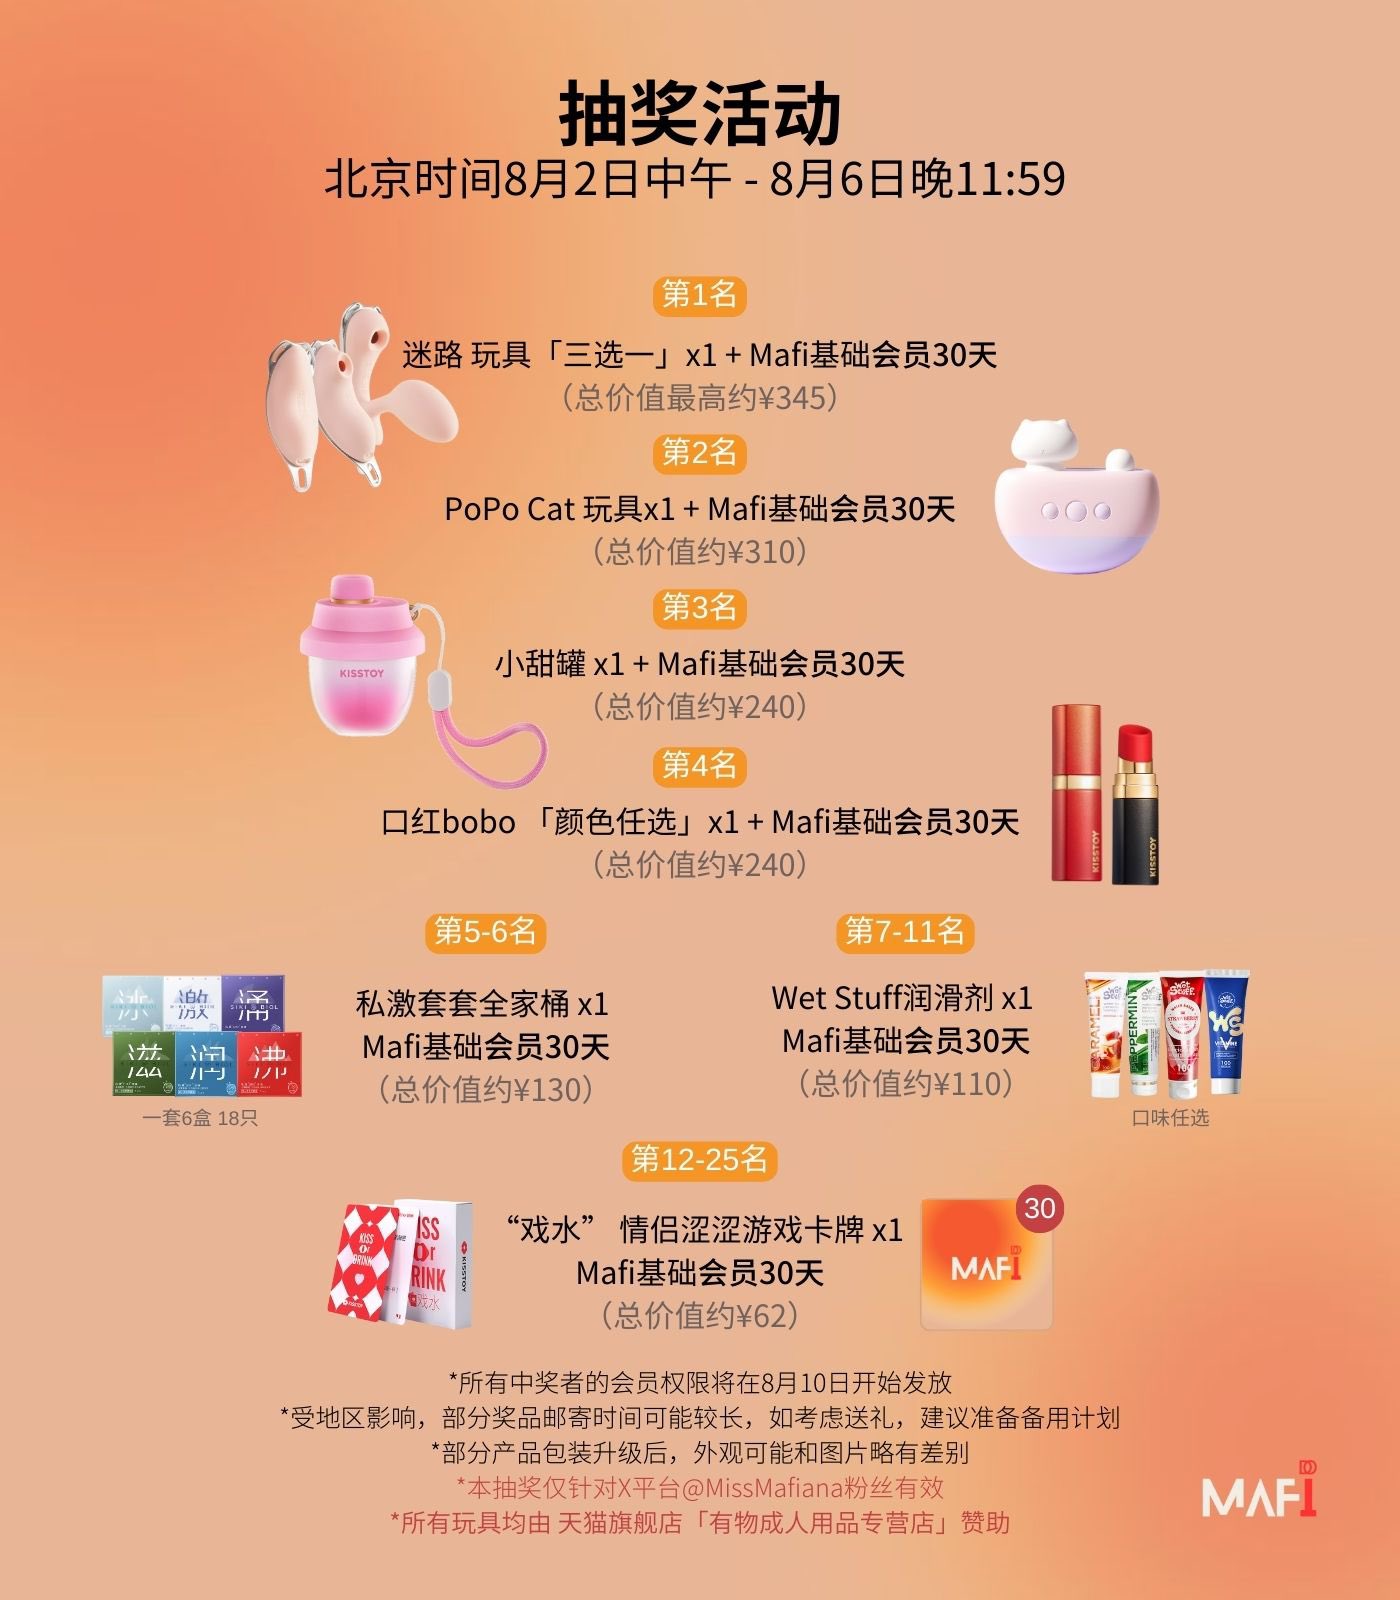 抽奖活动
北京时间8月2日中午 - 8月6日晚11:59
第1名
迷路 玩具「三选一」x1 + Mafi基础会员30天
（总价值最高约¥345）
第2名
PoPo Cat 玩具x1 + Mafi基础会员30天
（总价值约¥310）
第3名
KISSTOY
小甜罐 x1 + Mafi基础会员30天
（总价值约¥240）
第4名
口红bobo 「颜色任选」x1 + Mafi基础会员30天
（总价值约¥240）
KISSTOY
KISSTOY
第5-6名
冰 激 涌
滋 润 沸
一套6盒 18只
私激套套全家桶 x1
Mafi基础会员30天
（总价值约¥130）
第7-11名
Wet Stuff润滑剂 x1
Mafi基础会员30天
（总价值约¥110）
CARAMEL
PEPPERMINT
Wet Stuff
STRAWBERRY
口味任选
第12-25名
KISS
Or
DRINK
KISSTOY
戏水
“戏水” 情侣涩涩游戏卡牌 x1
Mafi基础会员30天
（总价值约¥62）
30
MAFi
*所有中奖者的会员权限将在8月10日开始发放
*受地区影响，部分奖品邮寄时间可能较长，如考虑送礼，建议准备备用计划
*部分产品包装升级后，外观可能和图片略有差别
*本抽奖仅针对X平台@MissMafiana粉丝有效
*所有玩具均由 天猫旗舰店「有物成人用品专营店」赞助
MAFi